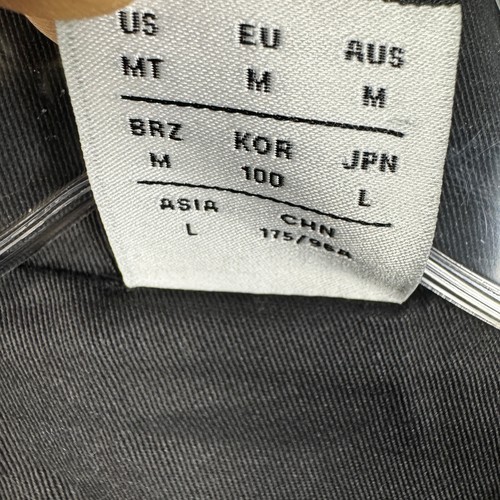 US EU AUS
MT M M
BRZ KOR JPN
M 100 L
ASIA CHN
L 175/96A